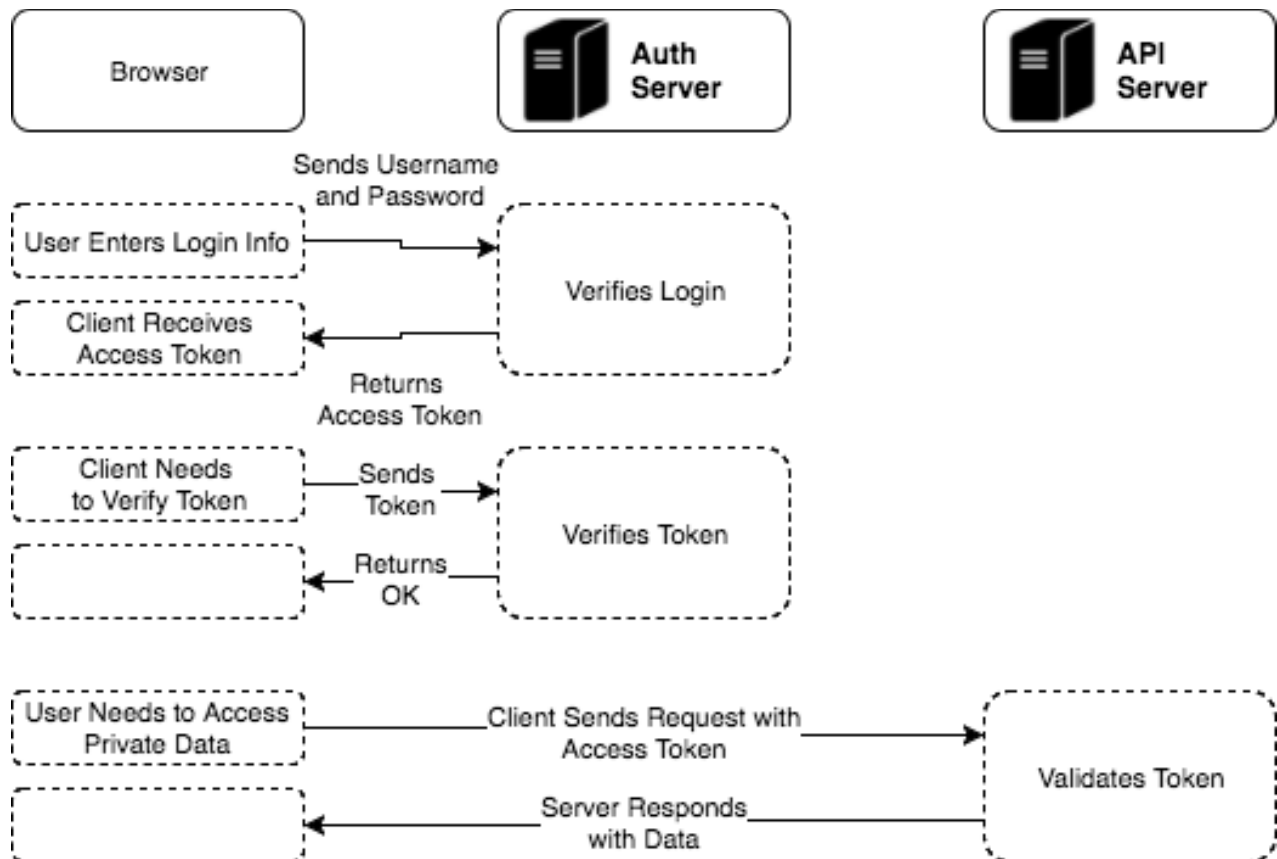 Browser
Auth
Server
API
Server
Sends Username
and Password
User Enters Login Info
Verifies Login
Client Receives
Access Token
Returns
Access Token
Client Needs
to Verify Token
Sends
Token
Verifies Token
Returns
OK
User Needs to Access
Private Data
Client Sends Request with
Access Token
Validates Token
Server Responds
with Data